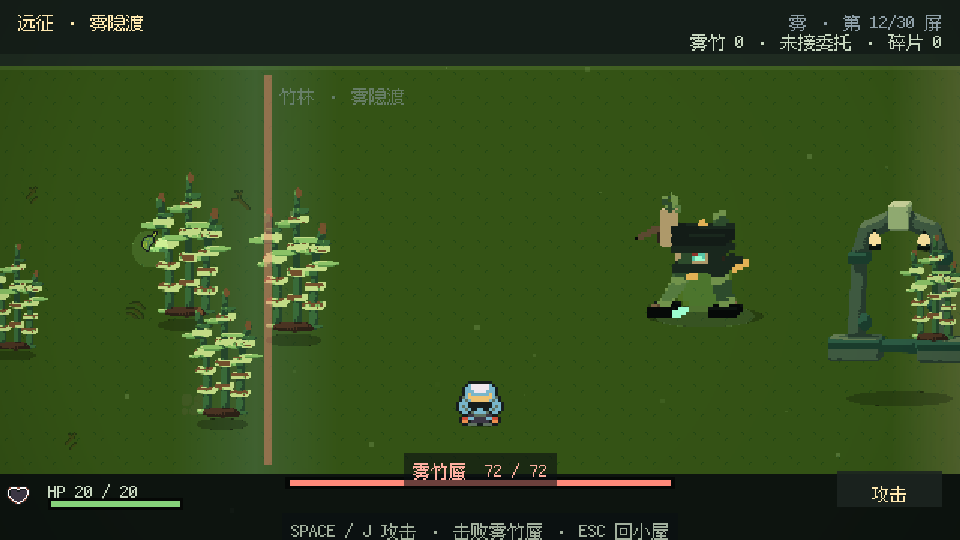 远征 · 雾隐渡
雾 · 第 12/30 屏
雾竹 0 · 未接委托 · 碎片 0
竹林 · 雾隐渡
雾竹蜃 72 / 72
HP 20 / 20
攻击
SPACE / J 攻击 · 击败雾竹蜃 · ESC 回小屋